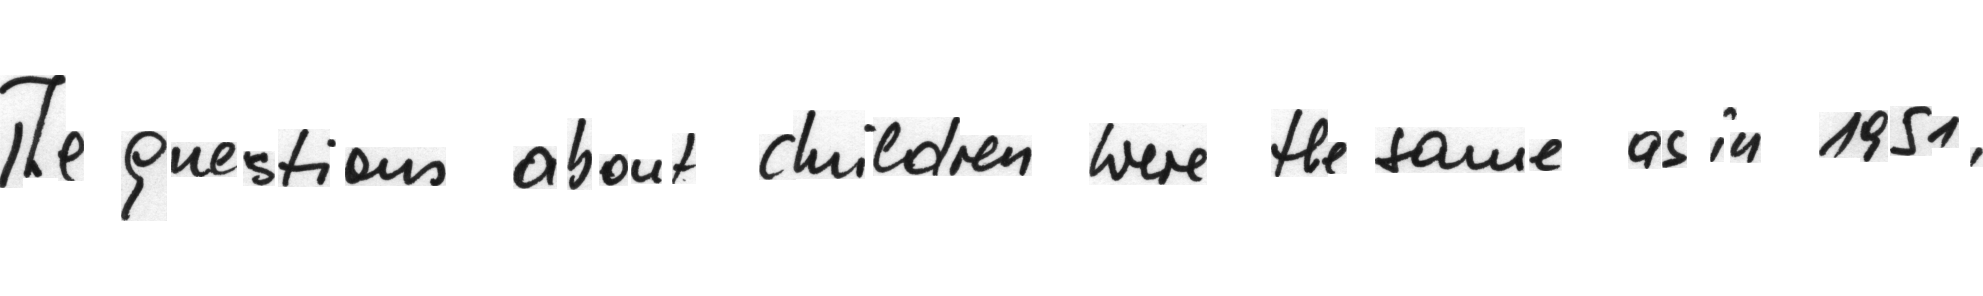 The questions about children were the same as in 1951,